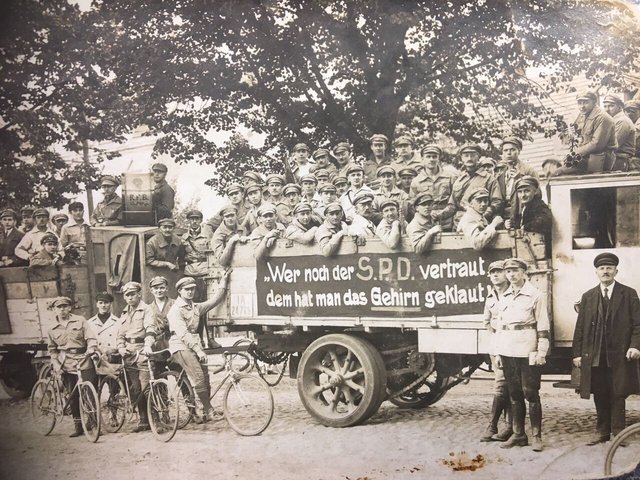 „Wer noch der S.P.D. vertraut
dem hat man das Gehirn geklaut"